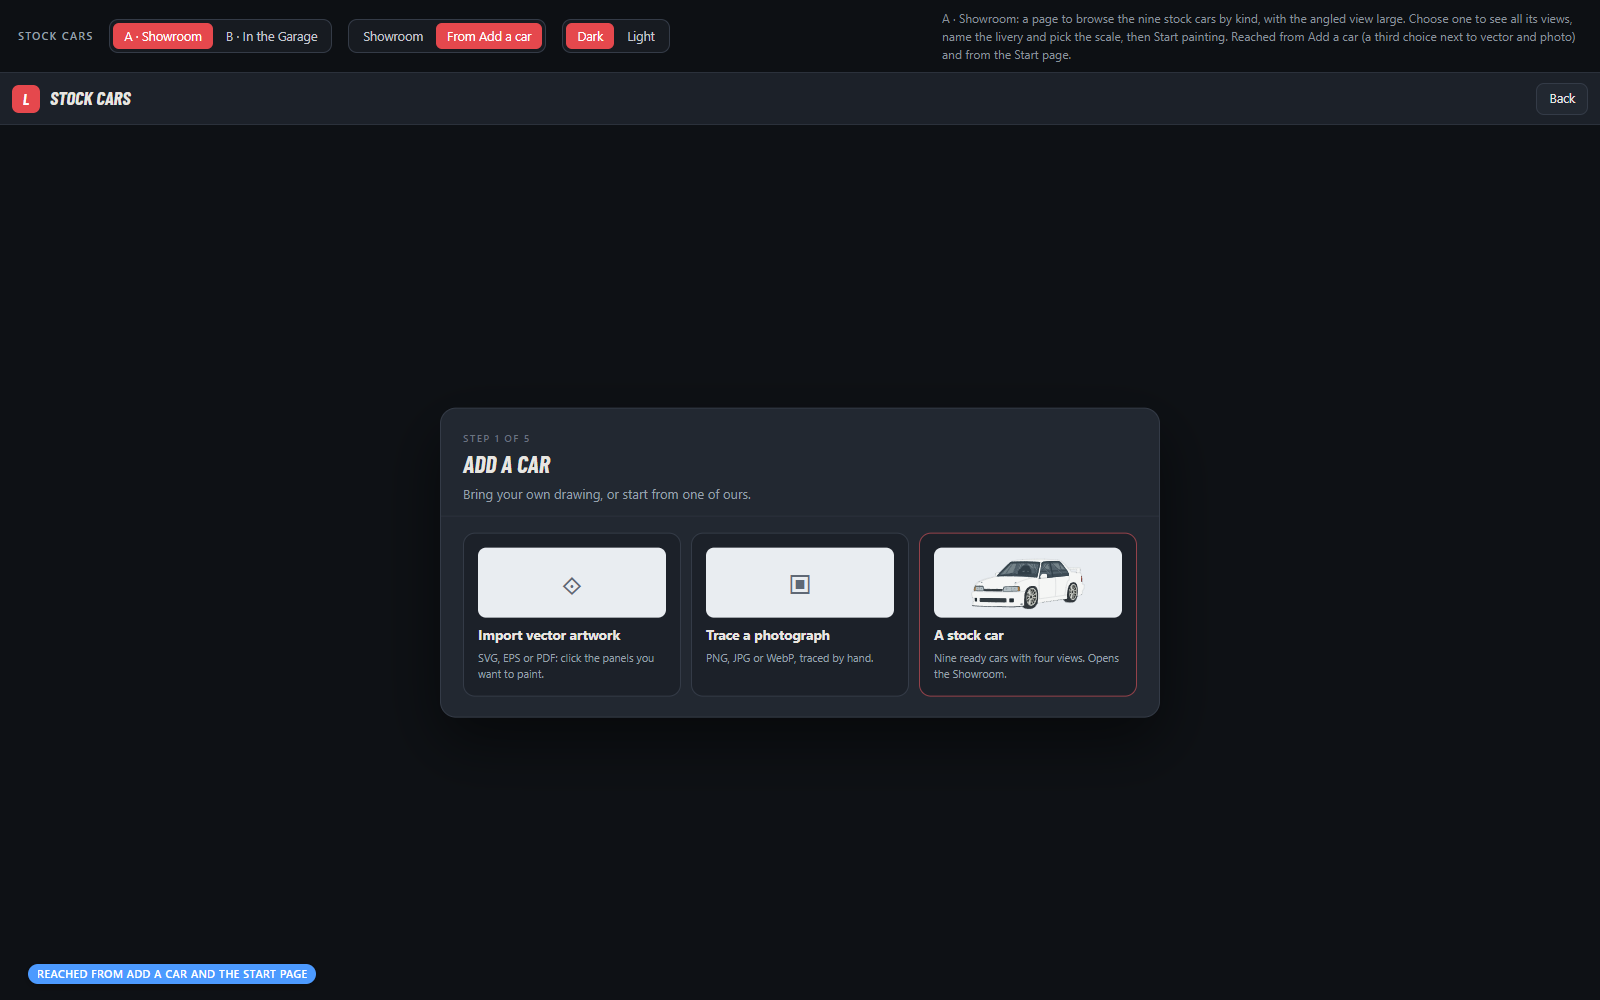 STOCK CARS
A · Showroom
B · In the Garage
Showroom
From Add a car
Dark
Light
A · Showroom: a page to browse the nine stock cars by kind, with the angled view large. Choose one to see all its views,
name the livery and pick the scale, then Start painting. Reached from Add a car (a third choice next to vector and photo)
and from the Start page.
L
STOCK CARS
Back
STEP 1 OF 5
ADD A CAR
Bring your own drawing, or start from one of ours.
Import vector artwork
SVG, EPS or PDF: click the panels you
want to paint.
Trace a photograph
PNG, JPG or WebP, traced by hand.
A stock car
Nine ready cars with four views. Opens
the Showroom.
REACHED FROM ADD A CAR AND THE START PAGE